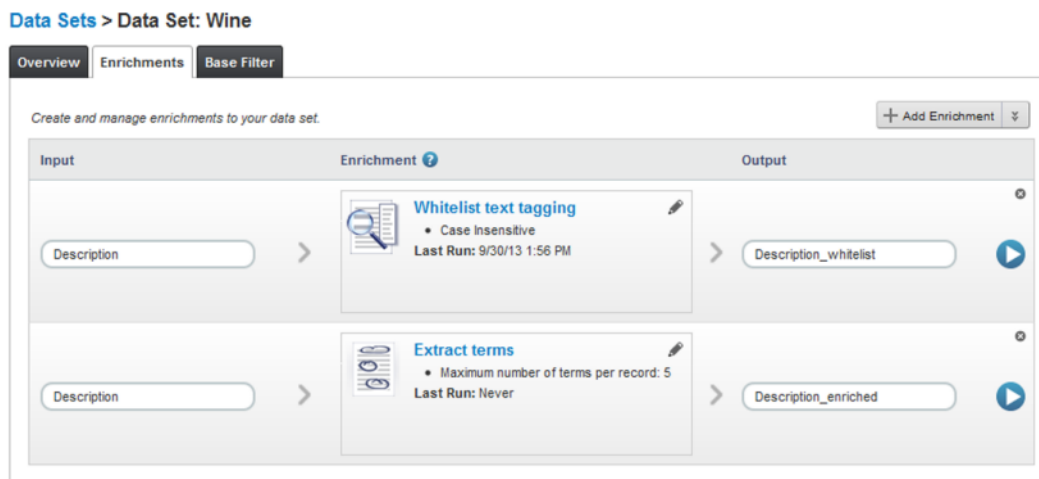 Data Sets > Data Set: Wine
Overview Enrichments Base Filter
Create and manage enrichments to your data set.
+ Add Enrichment
Input Enrichment ? Output
Description
Whitelist text tagging
• Case Insensitive
Last Run: 9/30/13 1:56 PM
Description_whitelist
Description
Extract terms
• Maximum number of terms per record: 5
Last Run: Never
Description_enriched